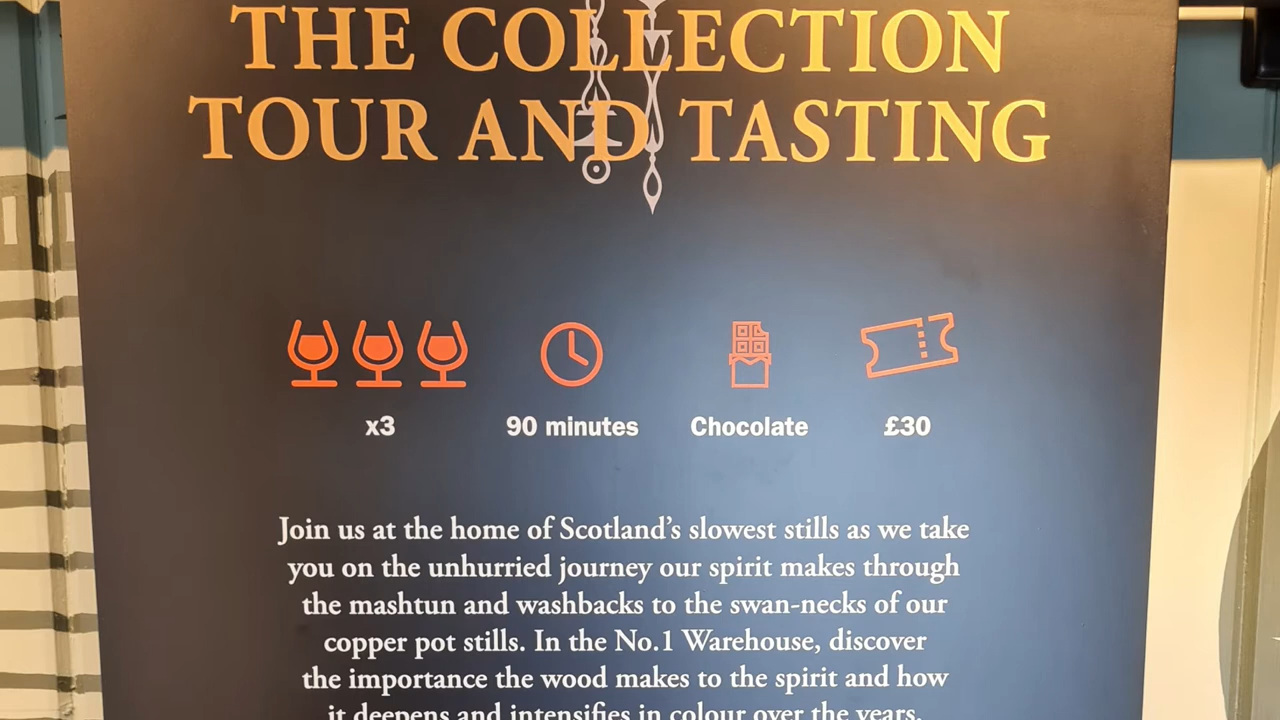 THE COLLECTION
TOUR AND TASTING
x3
90 minutes
Chocolate
£30
Join us at the home of Scotland's slowest stills as we take
you on the unhurried journey our spirit makes through
the mashtun and washbacks to the swan-necks of our
copper pot stills. In the No.1 Warehouse, discover
the importance the wood makes to the spirit and how
it deepens and intensifies in colour over the years.